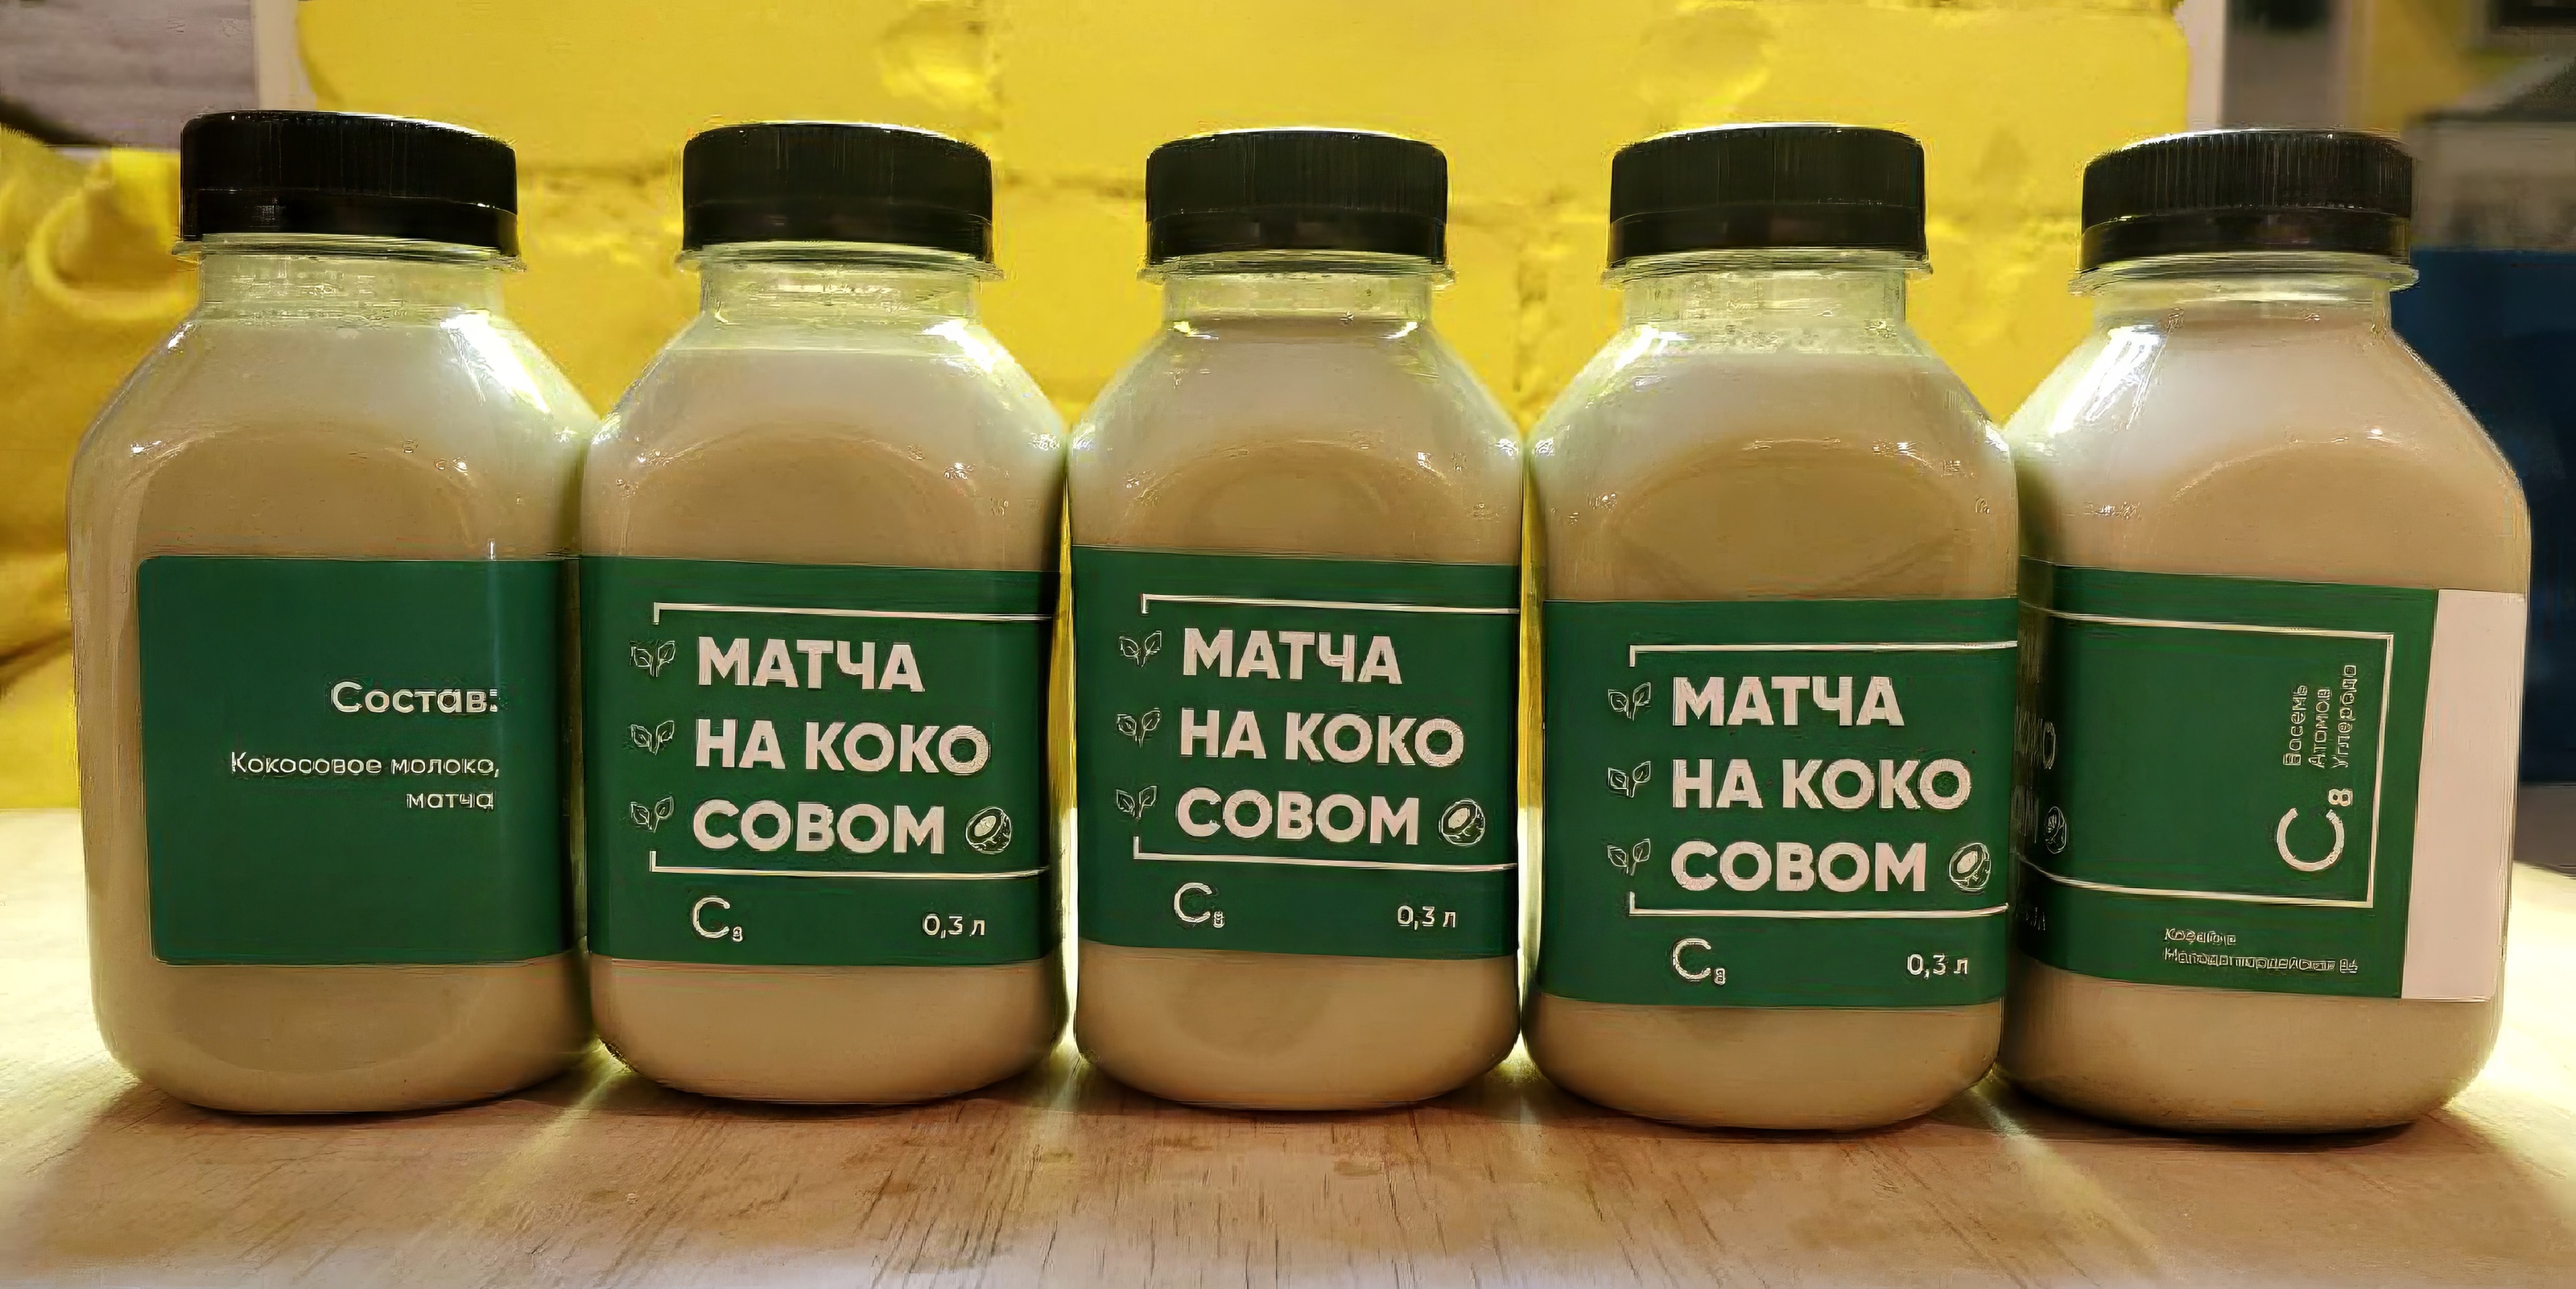 Состав:
Кокосовое молоко,
матча
МАТЧА
НА КОКО
СОВОМ
C8
0,3 л
МАТЧА
НА КОКО
СОВОМ
C8
0,3 л
МАТЧА
НА КОКО
СОВОМ
C8
0,3 л
Восемь
Атомов
Углерода
C8